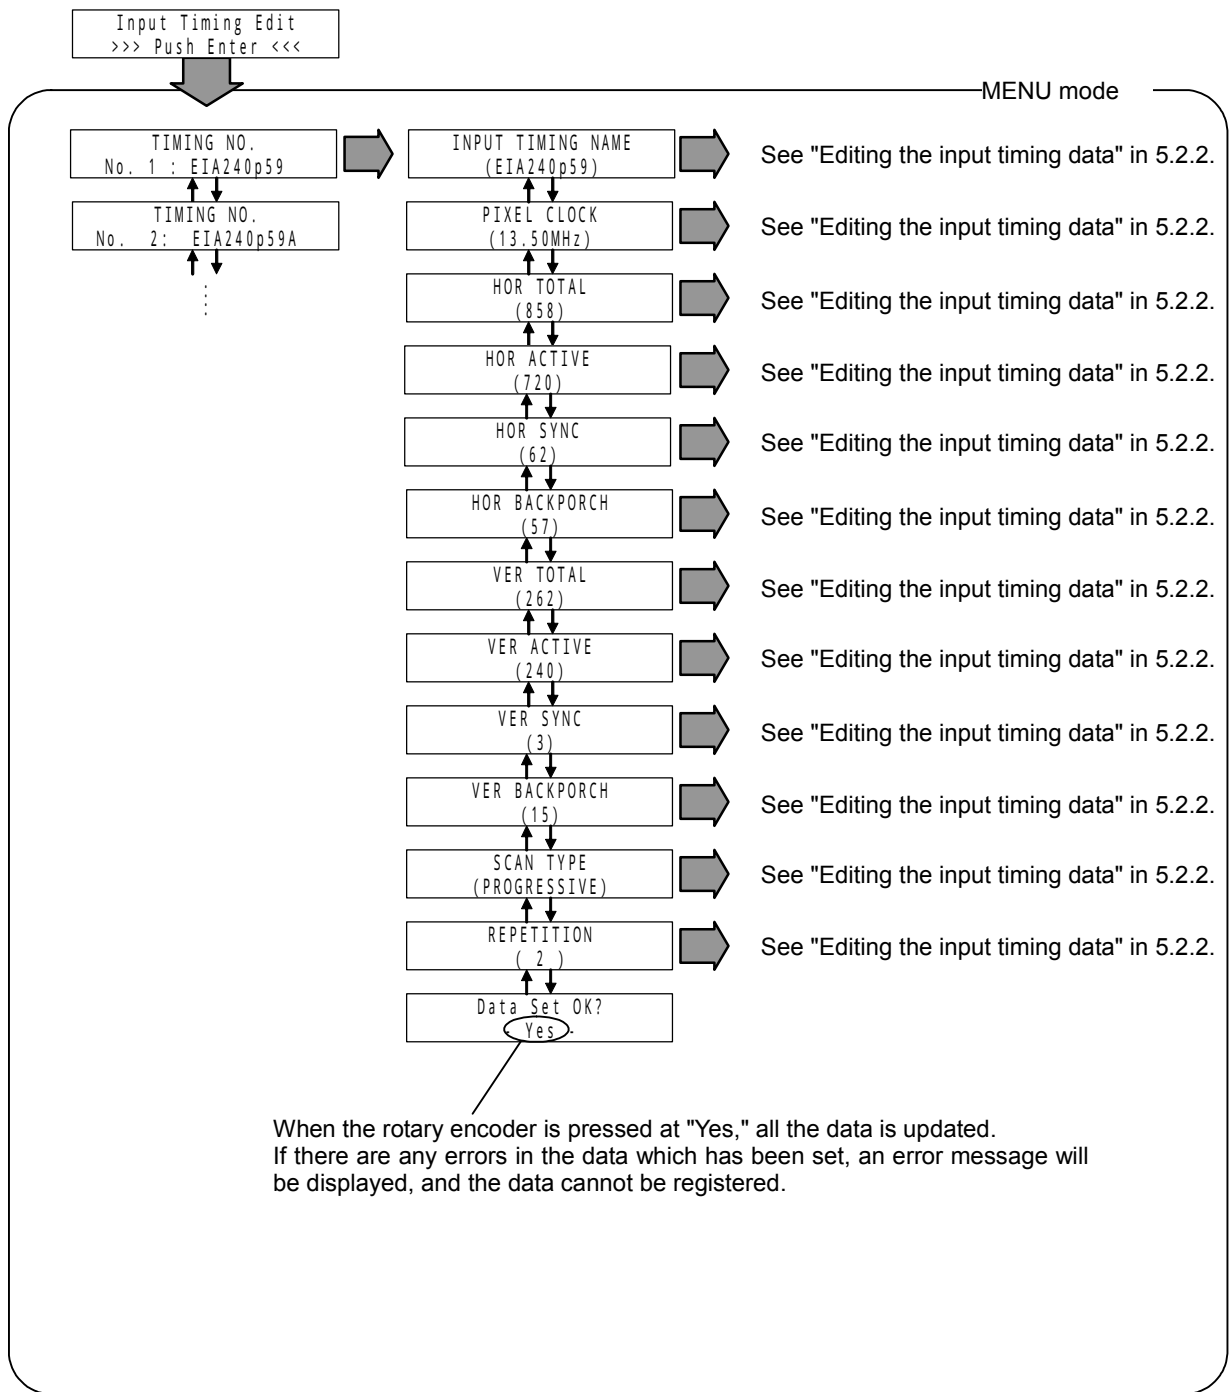 Input Timing Edit
>>> Push Enter <<<
MENU mode
TIMING NO.
No. 1 : EIA240p59
TIMING NO.
No. 2: EIA240p59A
INPUT TIMING NAME
(EIA240p59)
See "Editing the input timing data" in 5.2.2.
PIXEL CLOCK
(13.50MHz)
See "Editing the input timing data" in 5.2.2.
HOR TOTAL
(858)
See "Editing the input timing data" in 5.2.2.
HOR ACTIVE
(720)
See "Editing the input timing data" in 5.2.2.
HOR SYNC
(62)
See "Editing the input timing data" in 5.2.2.
HOR BACKPORCH
(57)
See "Editing the input timing data" in 5.2.2.
VER TOTAL
(262)
See "Editing the input timing data" in 5.2.2.
VER ACTIVE
(240)
See "Editing the input timing data" in 5.2.2.
VER SYNC
(3)
See "Editing the input timing data" in 5.2.2.
VER BACKPORCH
(15)
See "Editing the input timing data" in 5.2.2.
SCAN TYPE
(PROGRESSIVE)
See "Editing the input timing data" in 5.2.2.
REPETITION
( 2 )
See "Editing the input timing data" in 5.2.2.
Data Set OK?
- Yes -
When the rotary encoder is pressed at "Yes," all the data is updated.
If there are any errors in the data which has been set, an error message will
be displayed, and the data cannot be registered.